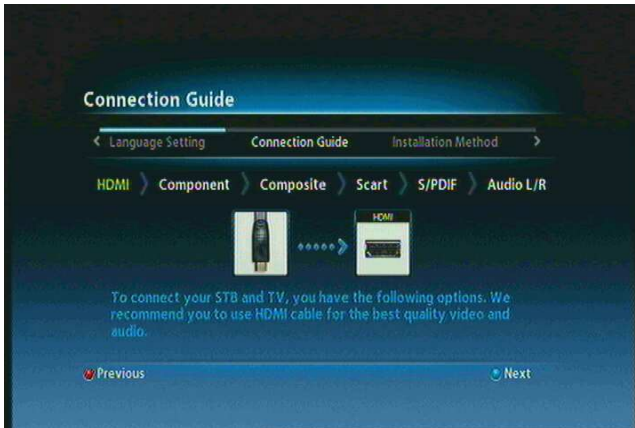 Connection Guide
Language Setting Connection Guide Installation Method
HDMI Component Composite Scart S/PDIF Audio L/R
HDMI
To connect your STB and TV, you have the following options. We
recommend you to use HDMI cable for the best quality video and
audio.
Previous Next